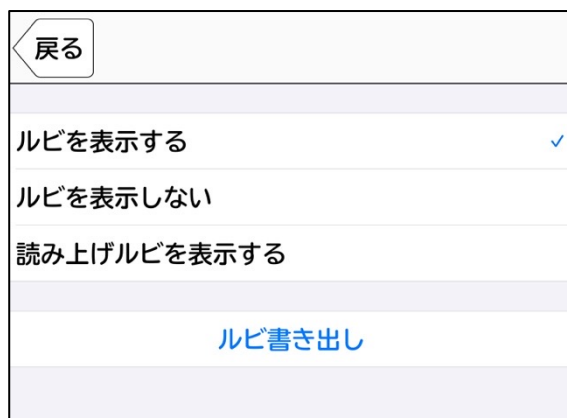 戻る
ルビを表示する
ルビを表示しない
読み上げルビを表示する
ルビ書き出し